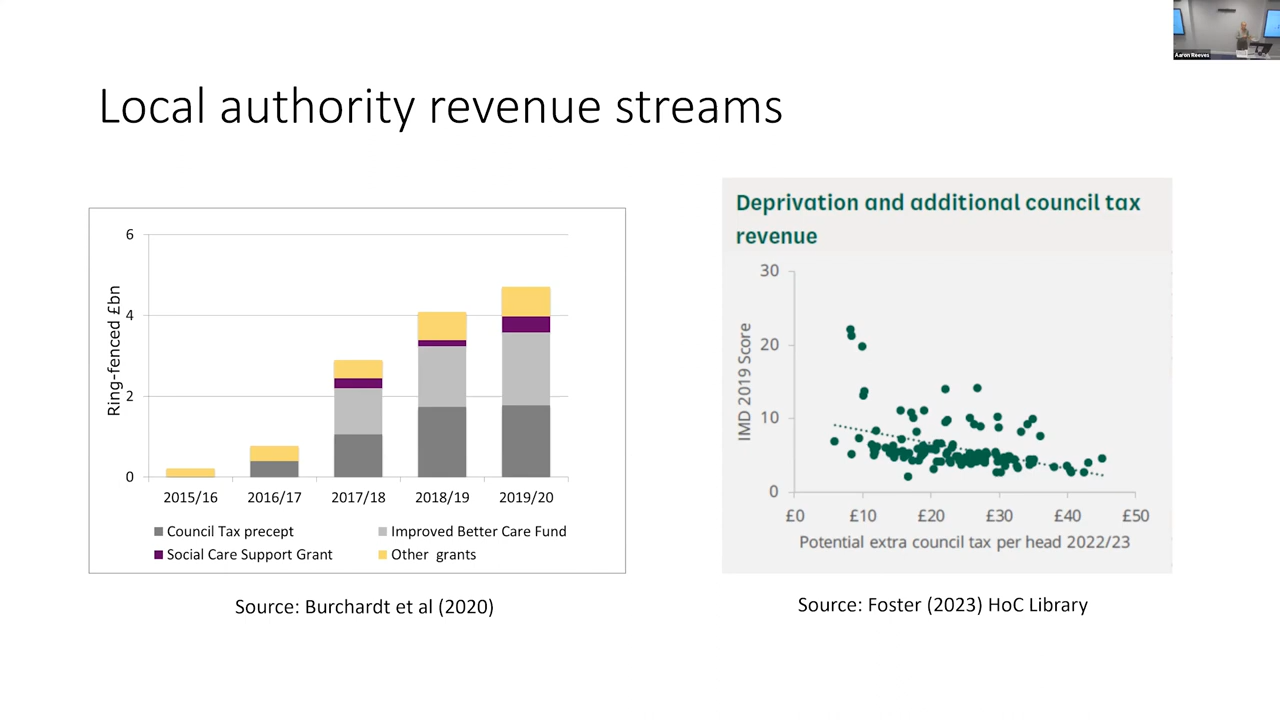 Aaron Reeves
Local authority revenue streams
Ring-fenced £bn
6
4
2
0
2015/16 2016/17 2017/18 2018/19 2019/20
Council Tax precept Improved Better Care Fund
Social Care Support Grant Other grants
Source: Burchardt et al (2020)
Deprivation and additional council tax
revenue
IMD 2019 Score
30
20
10
0
£0 £10 £20 £30 £40 £50
Potential extra council tax per head 2022/23
Source: Foster (2023) HoC Library